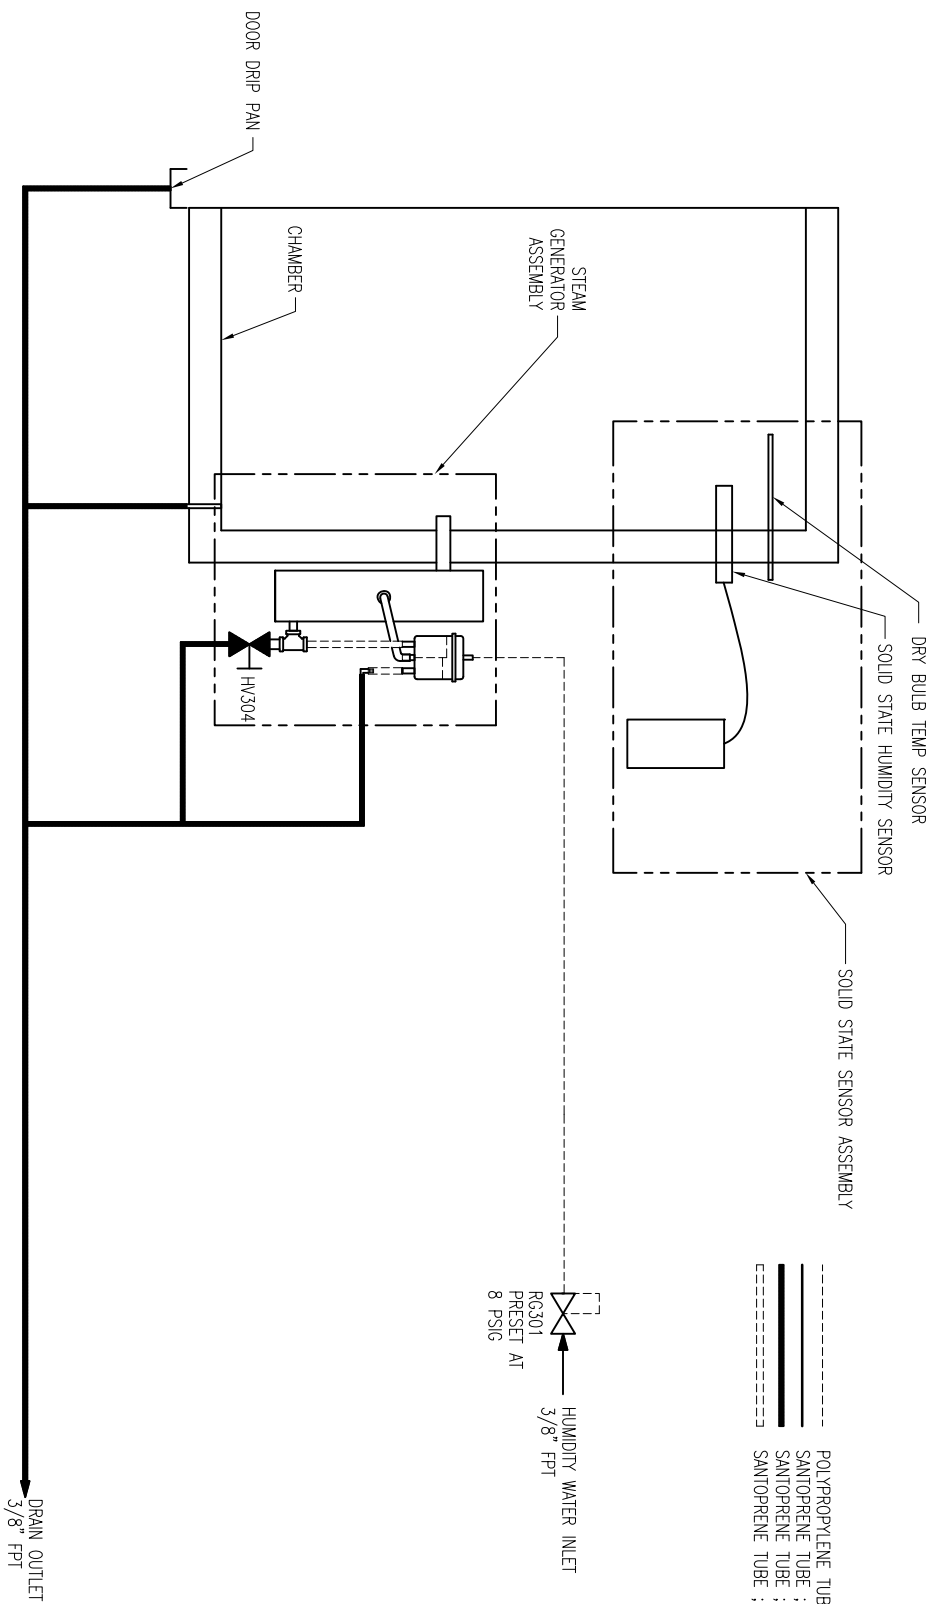 DOOR DRIP PAN
CHAMBER
STEAM
GENERATOR
ASSEMBLY
HV304
DRY BULB TEMP SENSOR
SOLID STATE HUMIDITY SENSOR
SOLID STATE SENSOR ASSEMBLY
RG301
PRESET AT
8 PSIG
HUMIDITY WATER INLET
3/8" FPT
POLYPROPYLENE
SANTOPRENE TUBE ;
SANTOPRENE TUBE ;
SANTOPRENE TUBE ;
DRAIN OUTLET
3/8" FPT